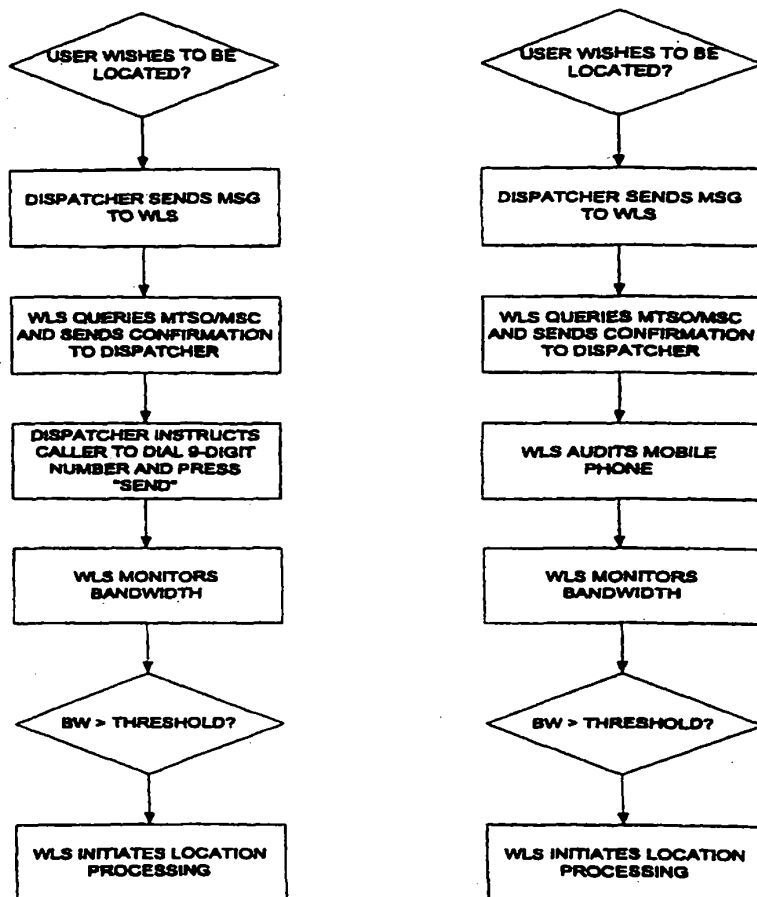 USER WISHES TO BE
LOCATED?
DISPATCHER SENDS MSG
TO WLS
WLS QUERIES MTSO/MSC
AND SENDS CONFIRMATION
TO DISPATCHER
DISPATCHER INSTRUCTS
CALLER TO DIAL 9-DIGIT
NUMBER AND PRESS
"SEND"
WLS MONITORS
BANDWIDTH
BW > THRESHOLD?
WLS INITIATES LOCATION
PROCESSING
USER WISHES TO BE
LOCATED?
DISPATCHER SENDS MSG
TO WLS
WLS QUERIES MTSO/MSC
AND SENDS CONFIRMATION
TO DISPATCHER
WLS AUDITS MOBILE
PHONE
WLS MONITORS
BANDWIDTH
BW > THRESHOLD?
WLS INITIATES LOCATION
PROCESSING